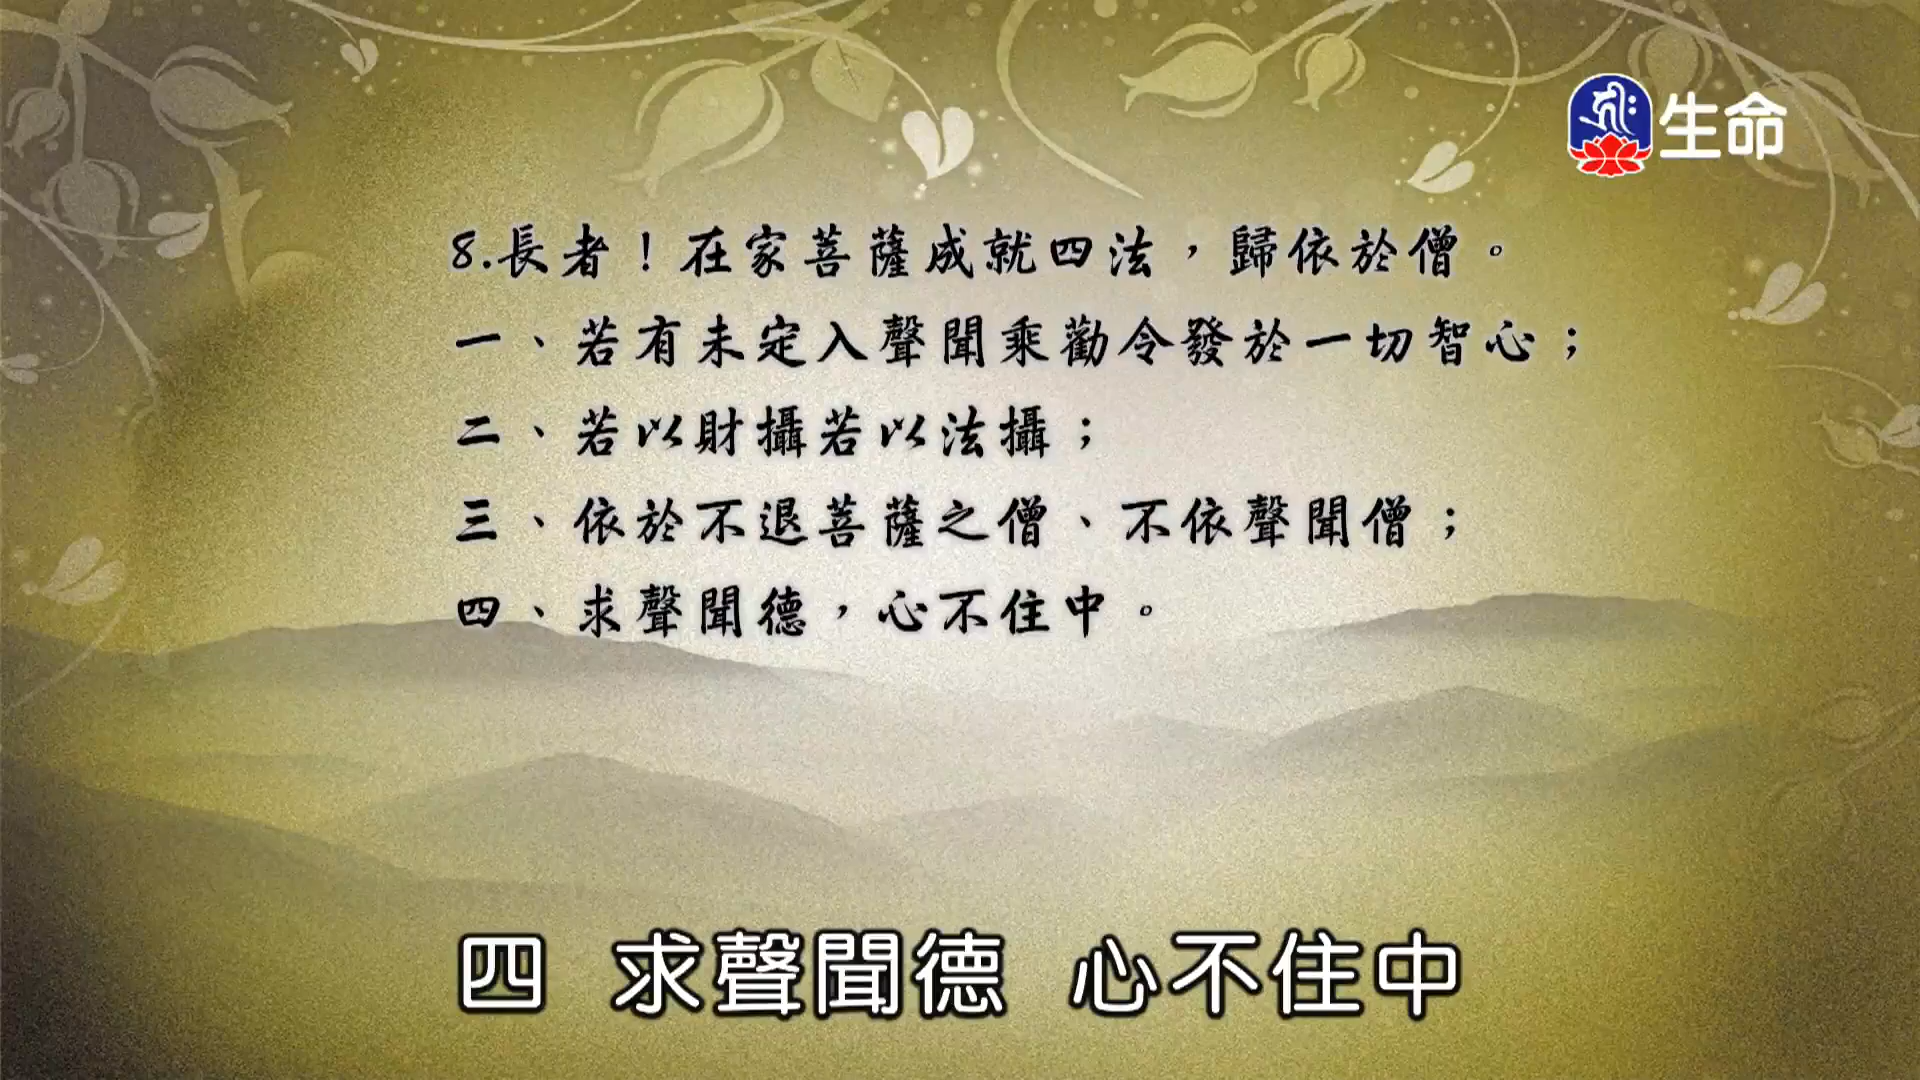 生命
8.長者！在家菩薩成就四法，歸依於僧。
一、若有未定入聲聞乘勸令發於一切智心；
二、若以財攝若以法攝；
三、依於不退菩薩之僧、不依聲聞僧；
四、求聲聞德，心不住中。
四 求聲聞德 心不住中